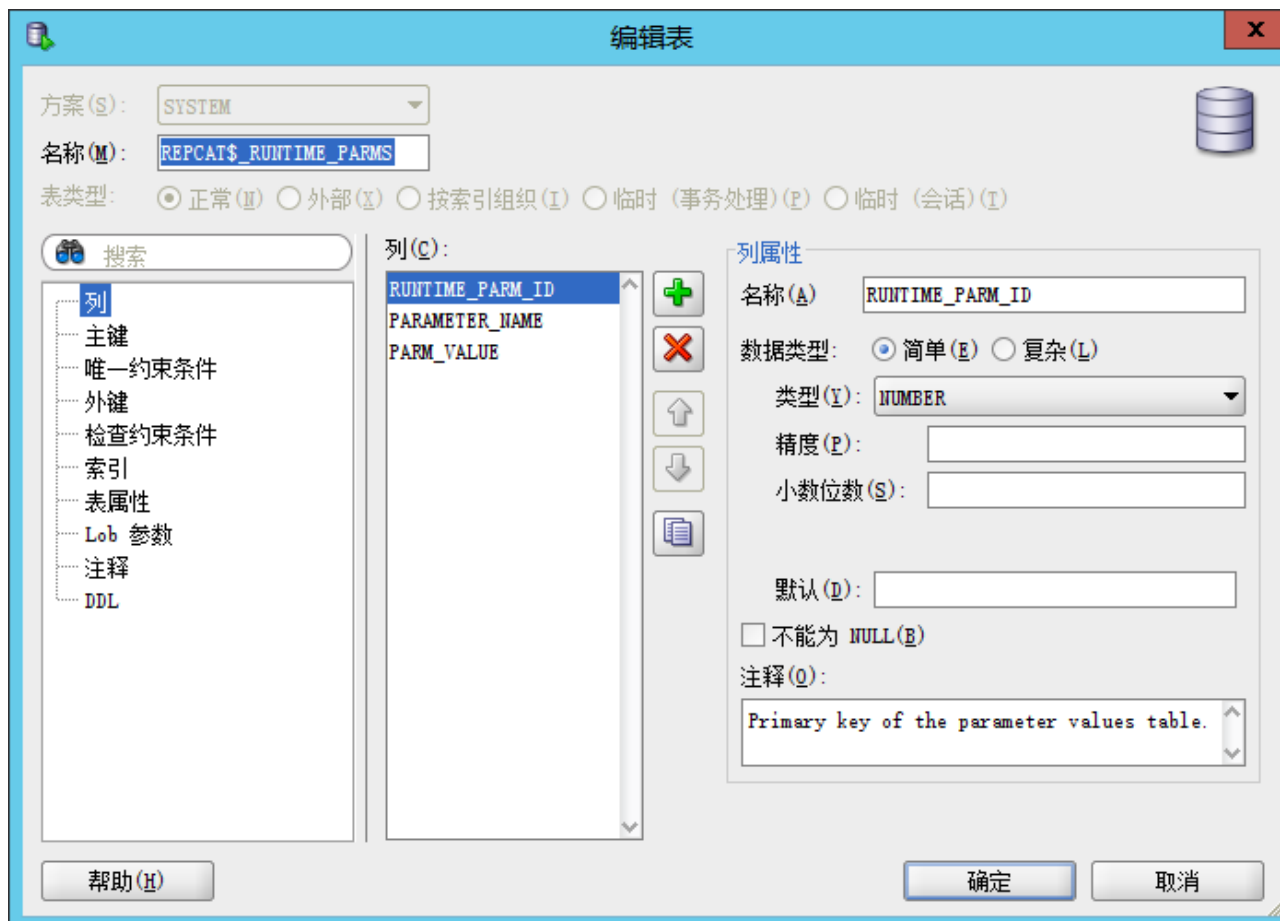 编辑表
方案(S): SYSTEM
名称(M): REPCAT$_RUNTIME_PARMS
表类型: 正常(N) 外部(X) 按索引组织(I) 临时 (事务处理)(P) 临时 (会话)(T)
搜索
列
主键
唯一约束条件
外键
检查约束条件
索引
表属性
Lob 参数
注释
DDL
列(C):
RUNTIME_PARM_ID
PARAMETER_NAME
PARM_VALUE
列属性
名称(A) RUNTIME_PARM_ID
数据类型: 简单(E) 复杂(L)
类型(Y): NUMBER
精度(P):
小数位数(S):
默认(D):
不能为 NULL(B)
注释(O):
Primary key of the parameter values table.
帮助(H)
确定
取消